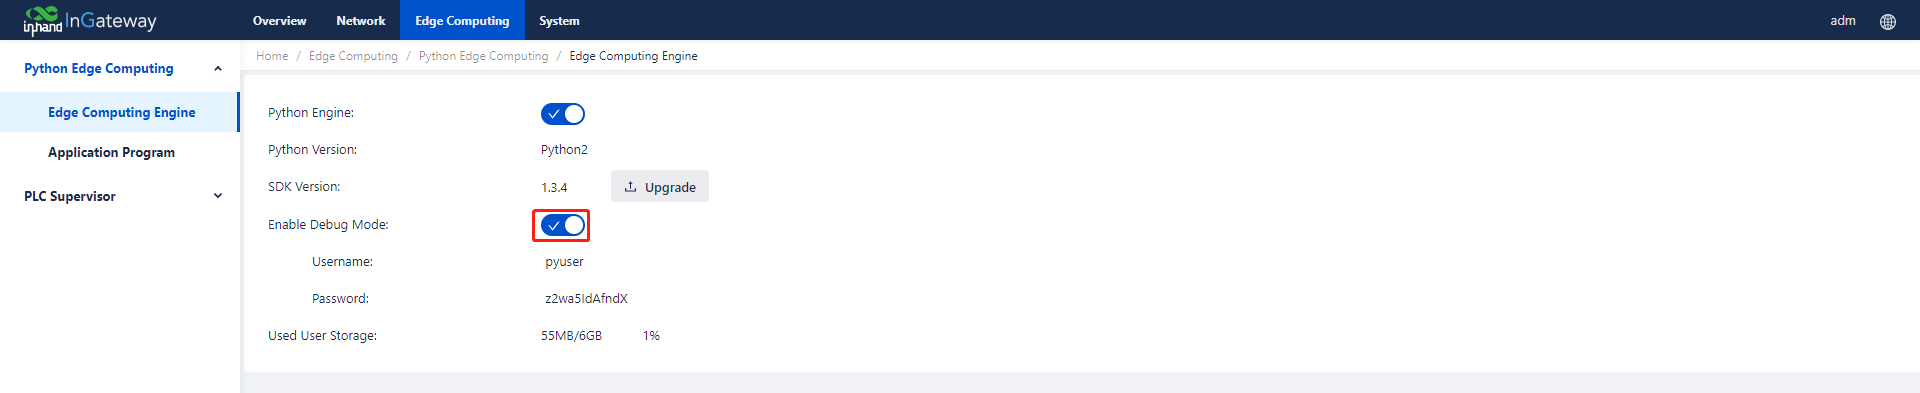 inhand InGateway Overview Network Edge Computing System adm
Python Edge Computing
Edge Computing Engine
Application Program
PLC Supervisor
Home / Edge Computing / Python Edge Computing / Edge Computing Engine
Python Engine:
Python Version: Python2
SDK Version: 1.3.4 Upgrade
Enable Debug Mode:
Username: pyuser
Password: z2wa5IdAfndX
Used User Storage: 55MB/6GB 1%